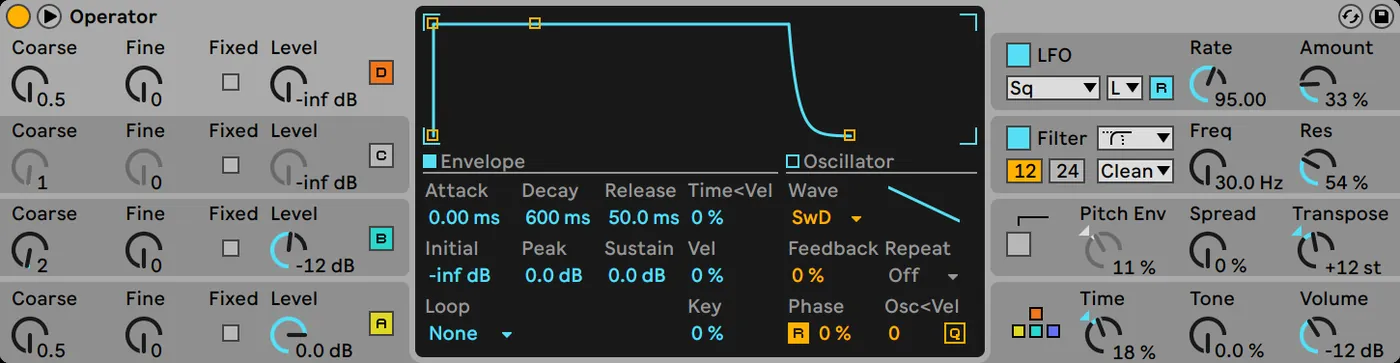 Operator
Coarse Fine Fixed Level
0.5 0 -inf dB D
Coarse Fine Fixed Level
1 0 -inf dB C
Coarse Fine Fixed Level
2 0 -12 dB B
Coarse Fine Fixed Level
0.5 0 0.0 dB A
Envelope
Attack Decay Release Time<Vel
0.00 ms 600 ms 50.0 ms 0 %
Initial Peak Sustain Vel
-inf dB 0.0 dB 0.0 dB 0 %
Loop Key
None 0 %
Oscillator
Wave
SwD
Feedback Repeat
0 % Off
Phase Osc<Vel
R 0 % 0 Q
LFO Rate Amount
Sq L R 95.00 33 %
Filter Freq Res
12 24 Clean 30.0 Hz 54 %
Pitch Env Spread Transpose
11 % 0 % +12 st
Time Tone Volume
18 % 0.0 % -12 dB